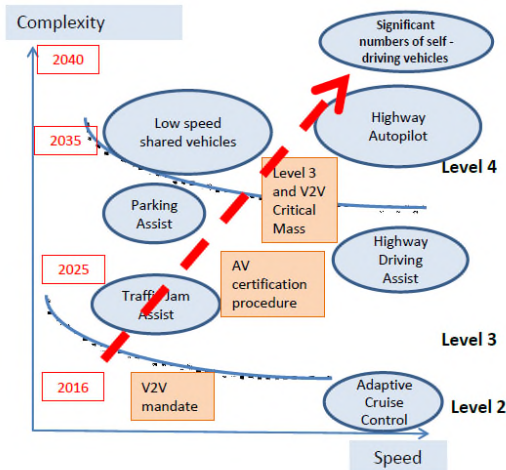 Complexity
Significant
numbers of self -
driving vehicles
2040
Low speed
shared vehicles
Highway
Autopilot
2035
Level 4
Level 3
and V2V
Critical
Mass
Parking
Assist
Highway
Driving
Assist
2025
AV
certification
procedure
Traffic Jam
Assist
Level 3
2016
V2V
mandate
Adaptive
Cruise
Control
Level 2
Speed